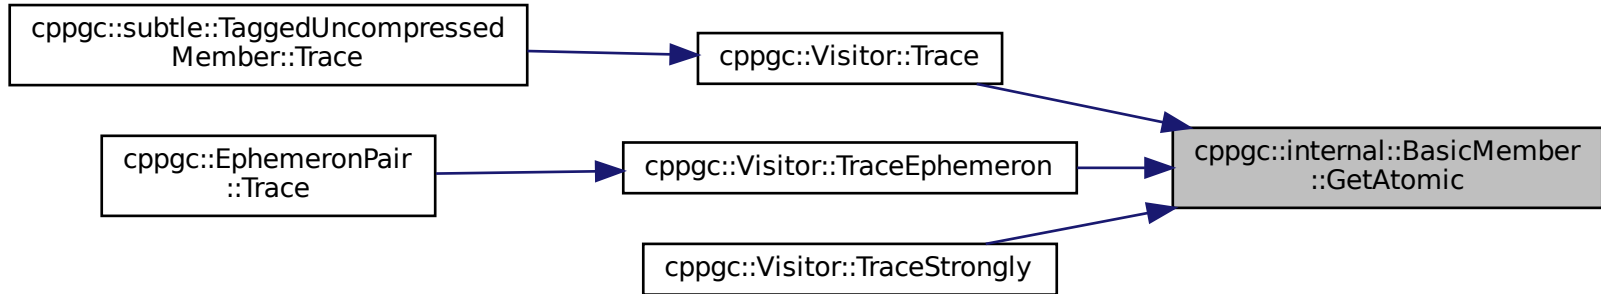 cppgc::subtle::TaggedUncompressed
Member::Trace
cppgc::Visitor::Trace
cppgc::EphemeronPair
::Trace
cppgc::Visitor::TraceEphemeron
cppgc::internal::BasicMember
::GetAtomic
cppgc::Visitor::TraceStrongly